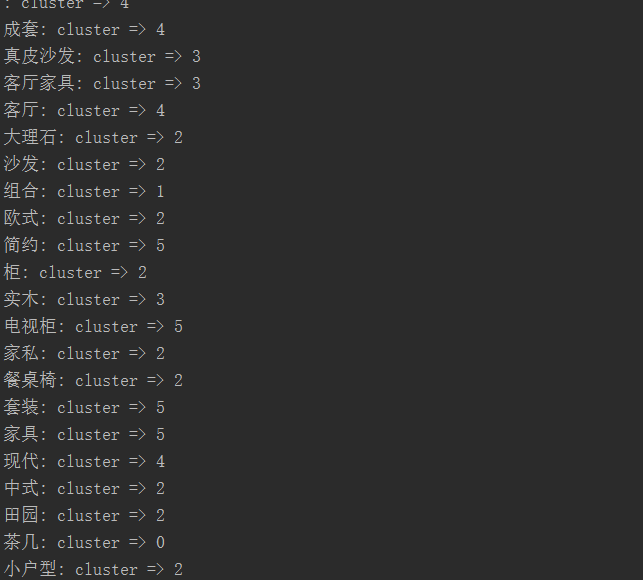 : cluster => 4
成套: cluster => 4
真皮沙发: cluster => 3
客厅家具: cluster => 3
客厅: cluster => 4
大理石: cluster => 2
沙发: cluster => 2
组合: cluster => 1
欧式: cluster => 2
简约: cluster => 5
柜: cluster => 2
实木: cluster => 3
电视柜: cluster => 5
家私: cluster => 2
餐桌椅: cluster => 2
套装: cluster => 5
家具: cluster => 5
现代: cluster => 4
中式: cluster => 2
田园: cluster => 2
茶几: cluster => 0
小户型: cluster => 2